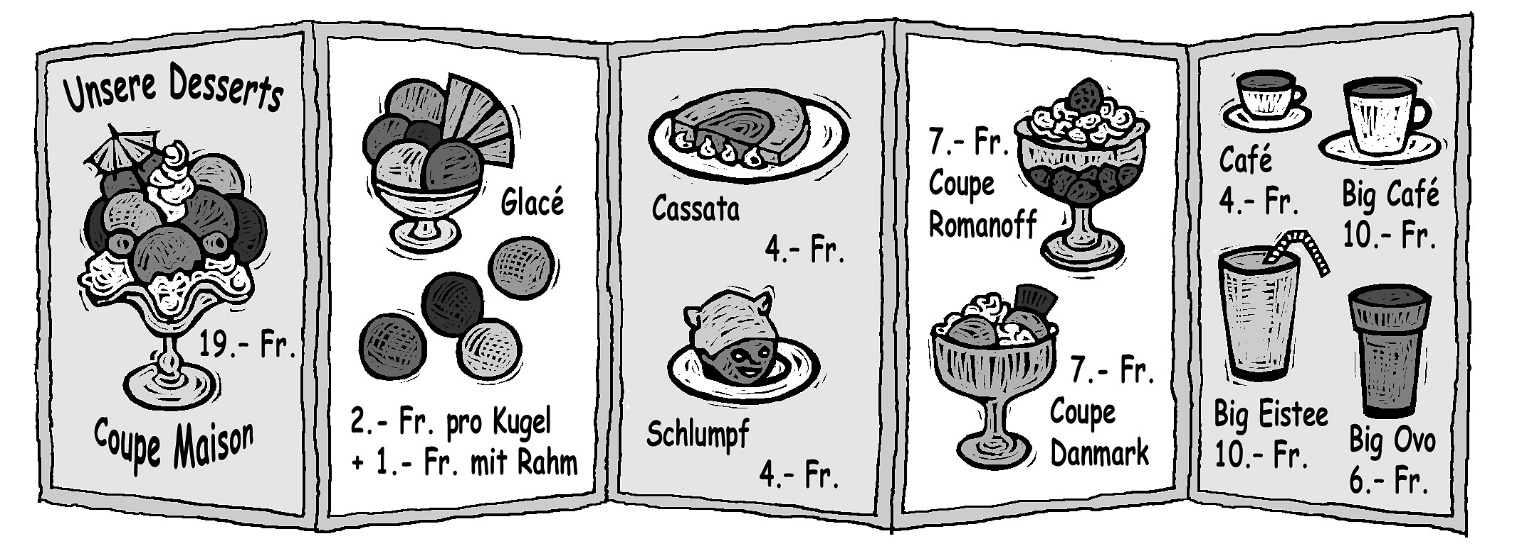 Unsere Desserts
19.- Fr.
Coupe Maison
Glacé
2.- Fr. pro Kugel
+ 1.- Fr. mit Rahm
Cassata
4.- Fr.
Schlumpf
4.- Fr.
7.- Fr.
Coupe
Romanoff
7.- Fr.
Coupe
Danmark
Café
4.- Fr.
Big Café
10.- Fr.
Big Eistee
10.- Fr.
Big Ovo
6.- Fr.